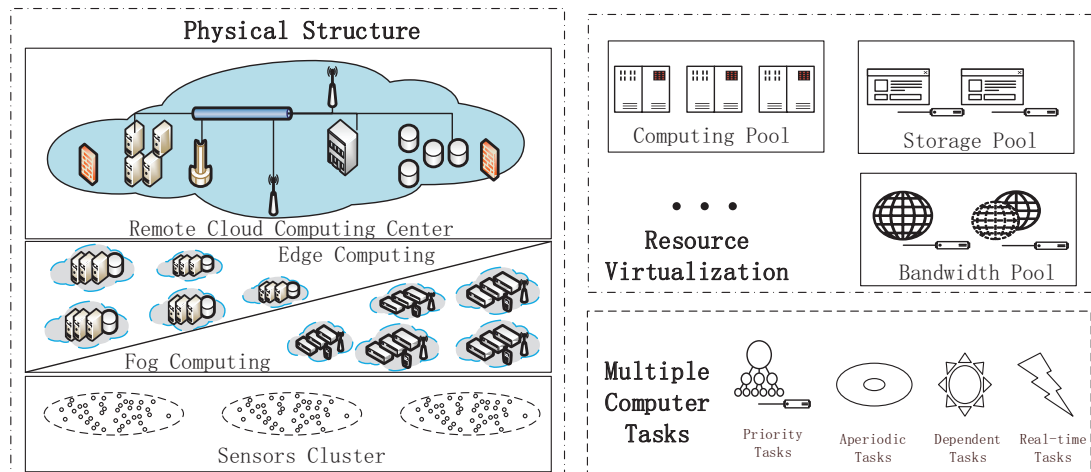 Physical Structure
Remote Cloud Computing Center
Edge Computing
Fog Computing
Sensors Cluster
Computing Pool
Storage Pool
Resource
Virtualization
Bandwidth Pool
Multiple
Computer
Tasks
Priority
Tasks
Aperiodic
Tasks
Dependent
Tasks
Real-time
Tasks